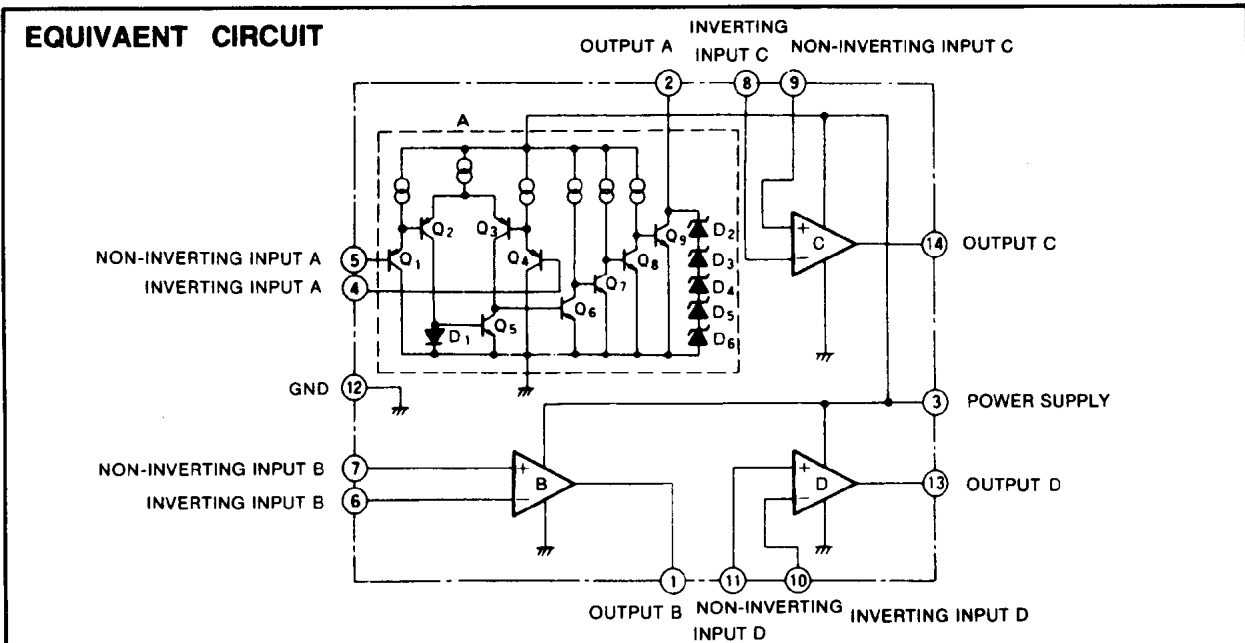 EQUIVAENT CIRCUIT
OUTPUT A
INVERTING
INPUT C
NON-INVERTING INPUT C
2
8
9
A
Q2
Q3
Q9
D2
Q1
Q4
Q8
D3
Q7
D4
Q6
D5
D1
Q5
D6
+
C
−
14
OUTPUT C
NON-INVERTING INPUT A
5
INVERTING INPUT A
4
GND
12
3
POWER SUPPLY
NON-INVERTING INPUT B
7
INVERTING INPUT B
6
+
B
−
+
D
−
13
OUTPUT D
1
11
10
OUTPUT B
NON-INVERTING
INPUT D
INVERTING INPUT D